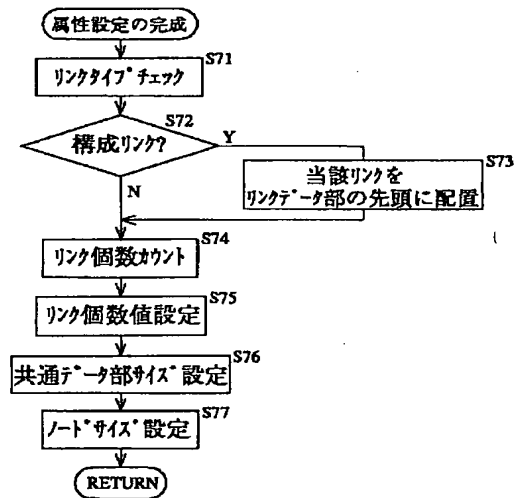 属性設定の完成
S71
リンクタイプチェック
S72
構成リンク?
Y
N
S73
当該リンクを
リンクデータ部の先頭に配置
S74
リンク個数カウント
S75
リンク個数値設定
S76
共通データ部サイズ設定
S77
ノードサイズ設定
RETURN